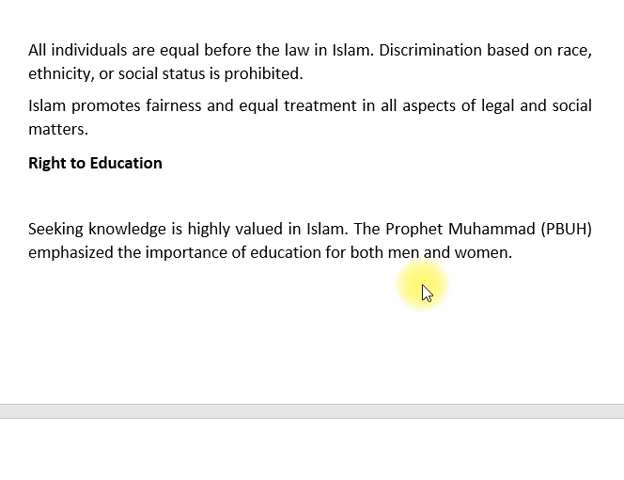 All individuals are equal before the law in Islam. Discrimination based on race,
ethnicity, or social status is prohibited.
Islam promotes fairness and equal treatment in all aspects of legal and social
matters.
Right to Education
Seeking knowledge is highly valued in Islam. The Prophet Muhammad (PBUH)
emphasized the importance of education for both men and women.